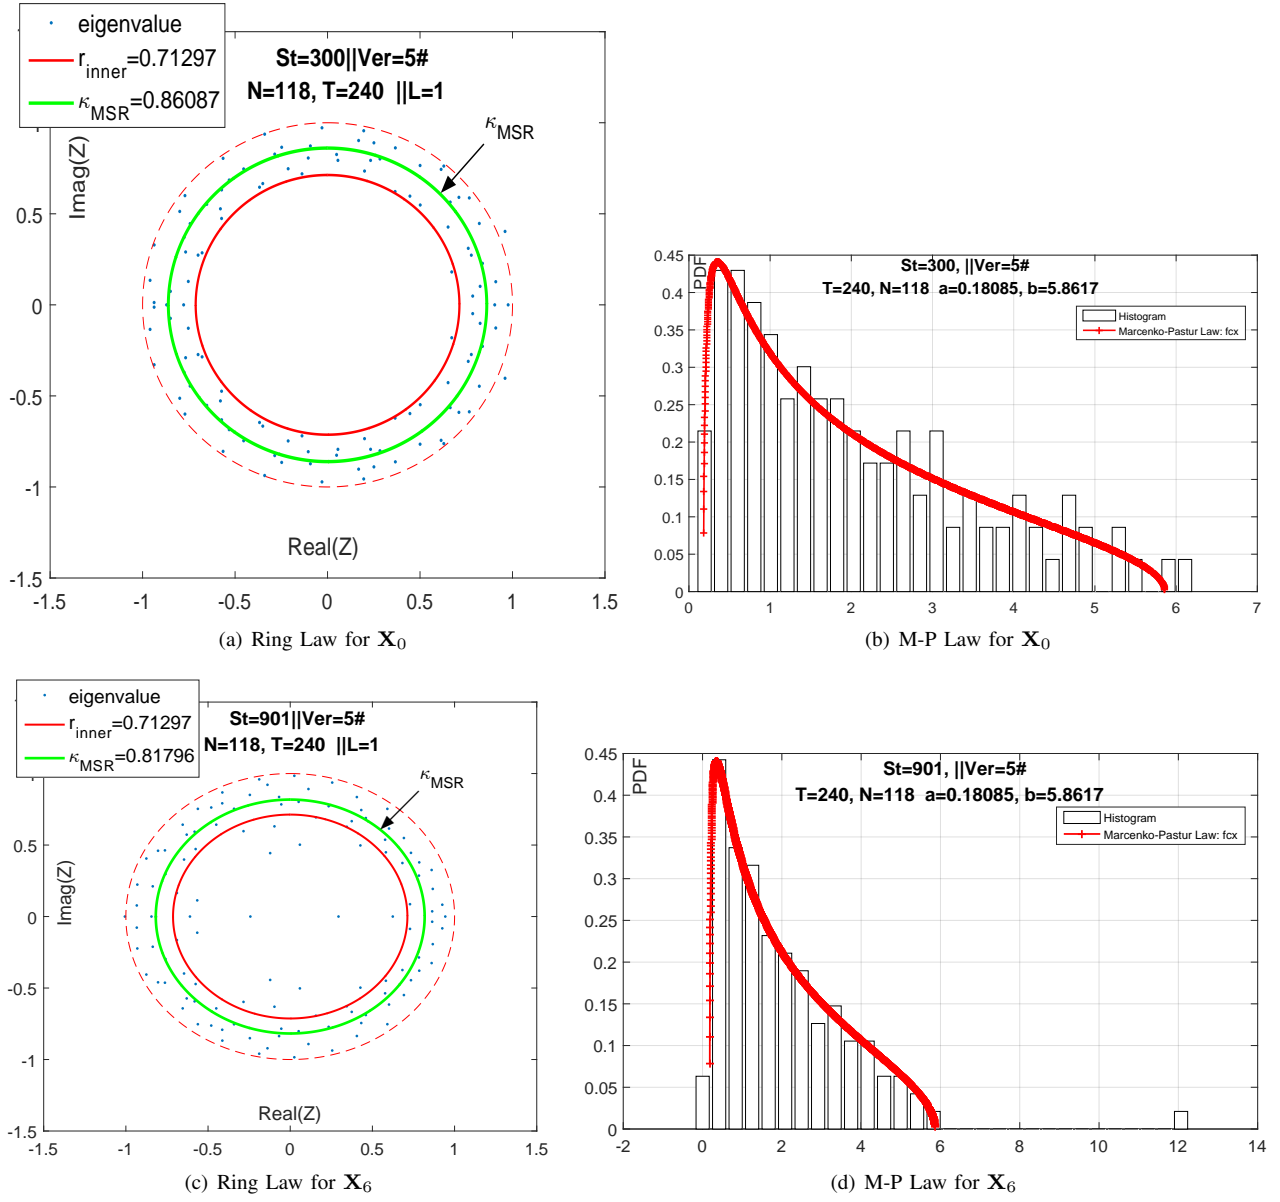 eigenvalue
r_inner=0.71297
κ_MSR=0.86087
St=300||Ver=5#
N=118, T=240 ||L=1
κ_MSR
Imag(Z)
Real(Z)
1
0.5
0
-0.5
-1
-1.5
-1.5 -1 -0.5 0 0.5 1 1.5
(a) Ring Law for X_0
PDF
St=300, ||Ver=5#
T=240, N=118 a=0.18085, b=5.8617
Histogram
Marcenko-Pastur Law: fcx
0.45
0.4
0.35
0.3
0.25
0.2
0.15
0.1
0.05
0
0 1 2 3 4 5 6 7
(b) M-P Law for X_0
eigenvalue
r_inner=0.71297
κ_MSR=0.81796
St=901||Ver=5#
N=118, T=240 ||L=1
κ_MSR
Imag(Z)
Real(Z)
1
0.5
0
-0.5
-1
-1.5
-1.5 -1 -0.5 0 0.5 1 1.5
(c) Ring Law for X_6
PDF
St=901, ||Ver=5#
T=240, N=118 a=0.18085, b=5.8617
Histogram
Marcenko-Pastur Law: fcx
0.45
0.4
0.35
0.3
0.25
0.2
0.15
0.1
0.05
0
-2 0 2 4 6 8 10 12 14
(d) M-P Law for X_6